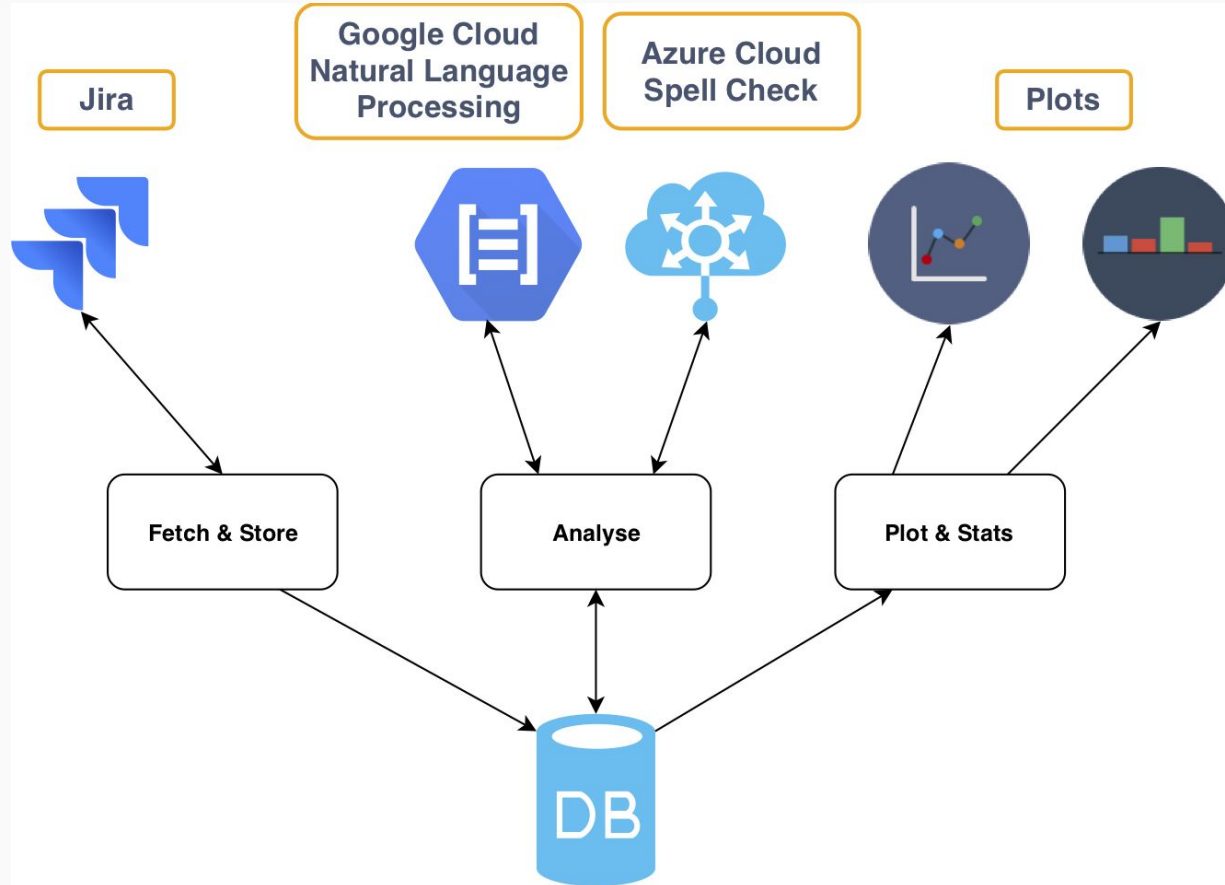 Jira
Google Cloud
Natural Language
Processing
Azure Cloud
Spell Check
Plots
Fetch & Store
Analyse
Plot & Stats
DB